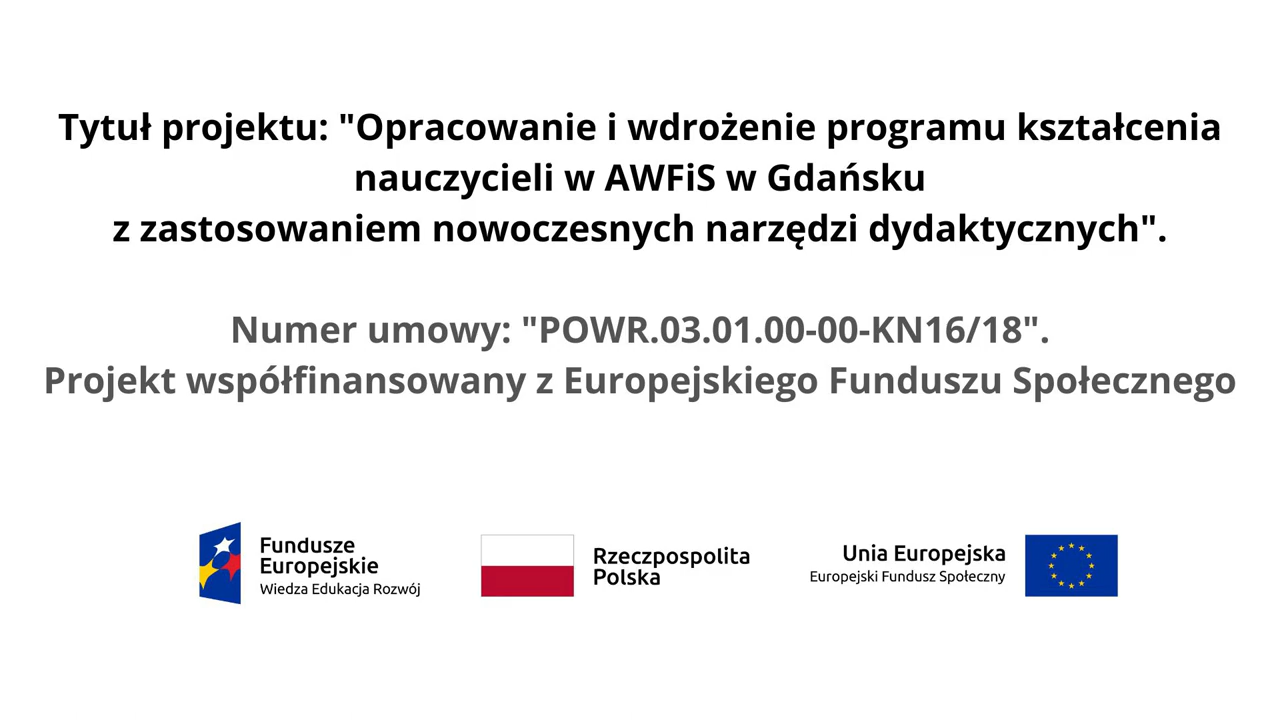 Tytuł projektu: "Opracowanie i wdrożenie programu kształcenia
nauczycieli w AWFiS w Gdańsku
z zastosowaniem nowoczesnych narzędzi dydaktycznych".
Numer umowy: "POWR.03.01.00-00-KN16/18".
Projekt współfinansowany z Europejskiego Funduszu Społecznego
Fundusze
Europejskie
Wiedza Edukacja Rozwój
Rzeczpospolita
Polska
Unia Europejska
Europejski Fundusz Społeczny